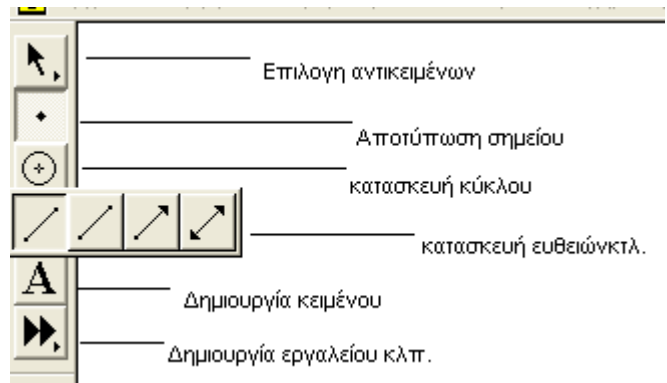 Επιλογη αντικειμένων
Αποτύπωση σημείου
κατασκευή κύκλου
κατασκευή ευθειώνκτλ.
A
Δημιουργία κειμένου
Δημιουργία εργαλείου κλπ.